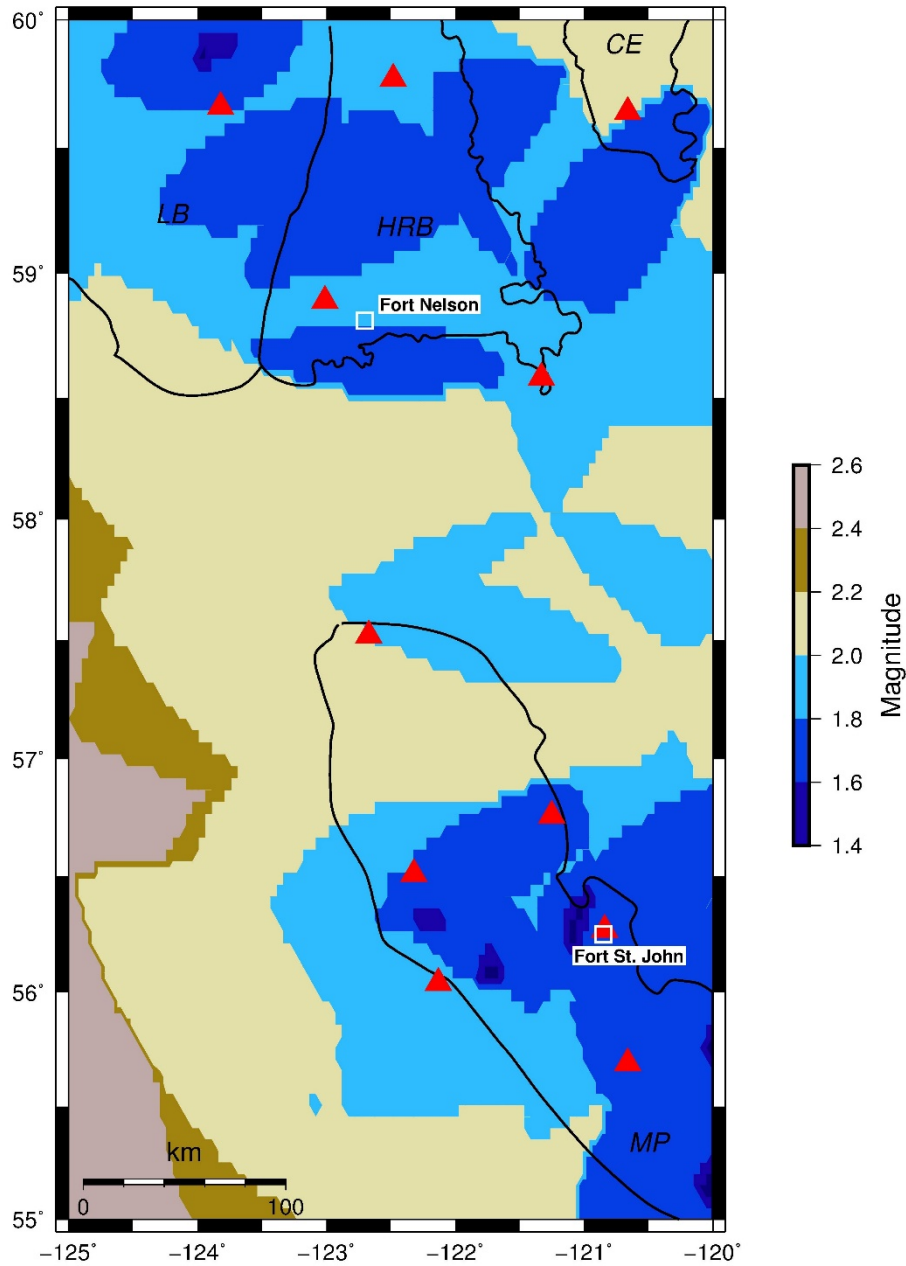 60°
CE
LB
HRB
59°
Fort Nelson
58°
2.6
2.4
2.2
2.0
1.8
1.6
1.4
Magnitude
57°
Fort St. John
56°
MP
km
0 100
55°
−125° −124° −123° −122° −121° −120°